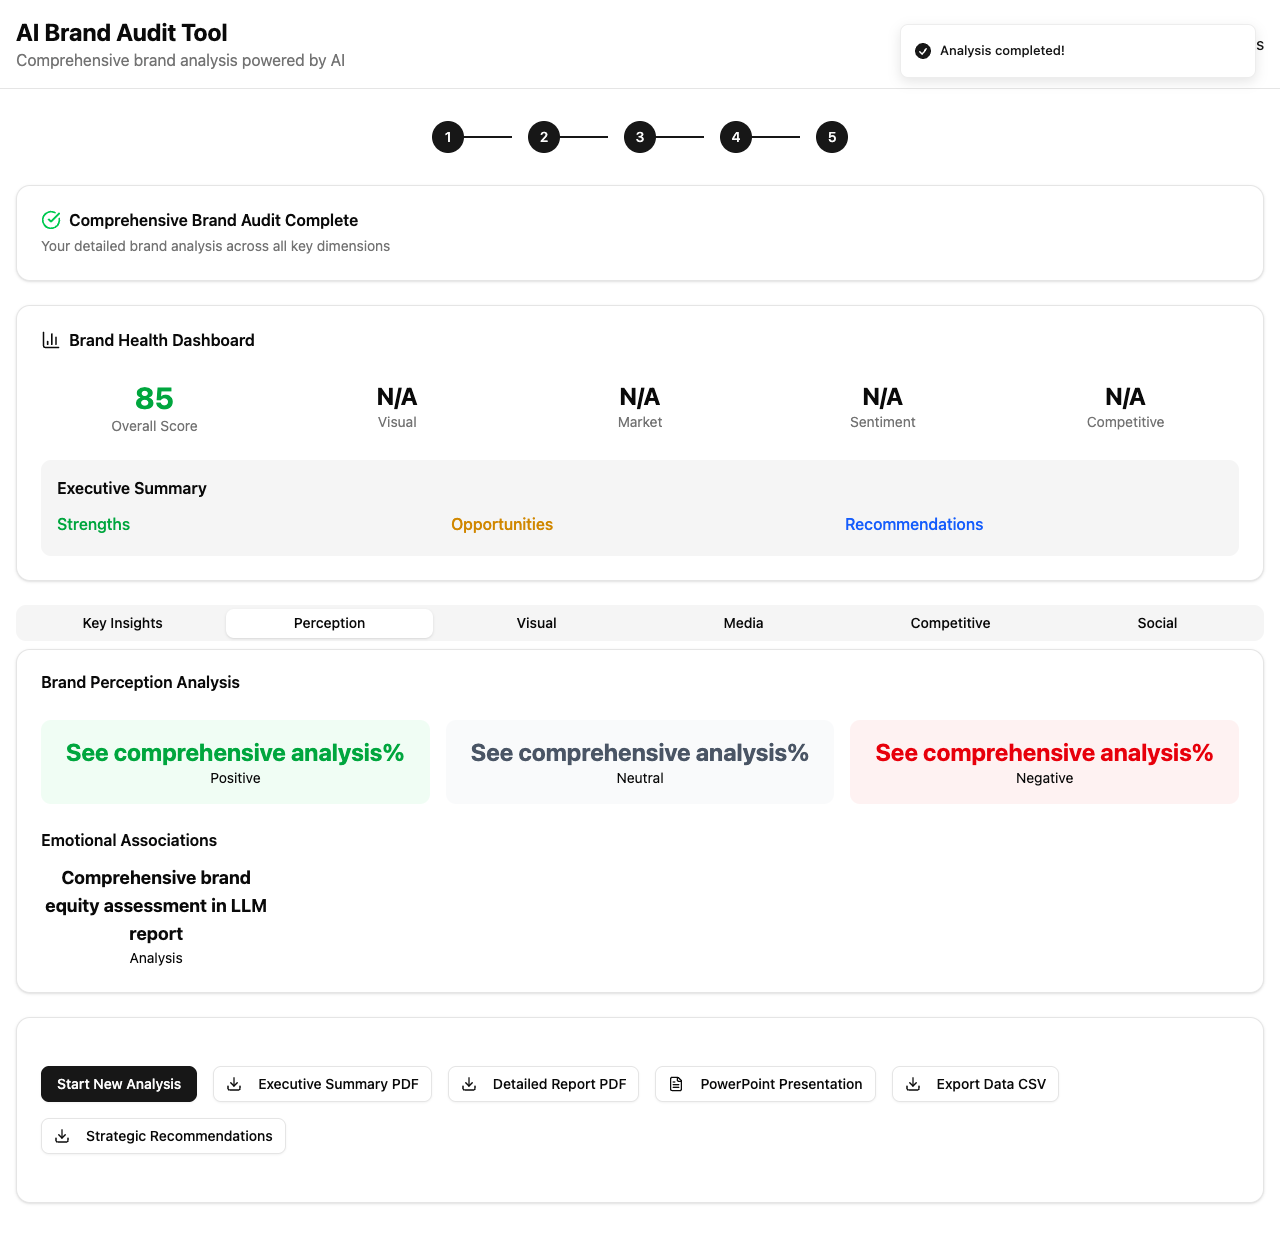 AI Brand Audit Tool
Comprehensive brand analysis powered by AI
Analysis completed!
s
1
2
3
4
5
Comprehensive Brand Audit Complete
Your detailed brand analysis across all key dimensions
Brand Health Dashboard
85
Overall Score
N/A
Visual
N/A
Market
N/A
Sentiment
N/A
Competitive
Executive Summary
Strengths
Opportunities
Recommendations
Key Insights
Perception
Visual
Media
Competitive
Social
Brand Perception Analysis
See comprehensive analysis%
Positive
See comprehensive analysis%
Neutral
See comprehensive analysis%
Negative
Emotional Associations
Comprehensive brand
equity assessment in LLM
report
Analysis
Start New Analysis
Executive Summary PDF
Detailed Report PDF
PowerPoint Presentation
Export Data CSV
Strategic Recommendations